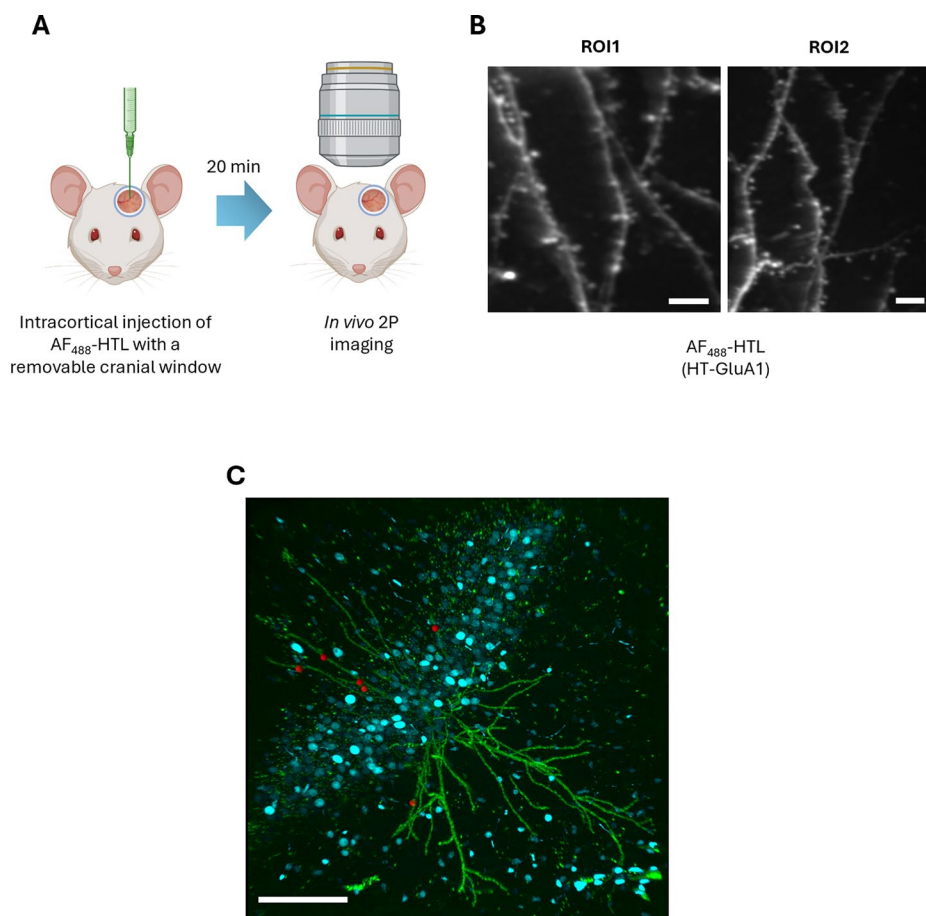 A
20 min
Intracortical injection of
AF488-HTL with a
removable cranial window
In vivo 2P
imaging
B
ROI1
ROI2
AF488-HTL
(HT-GluA1)
C